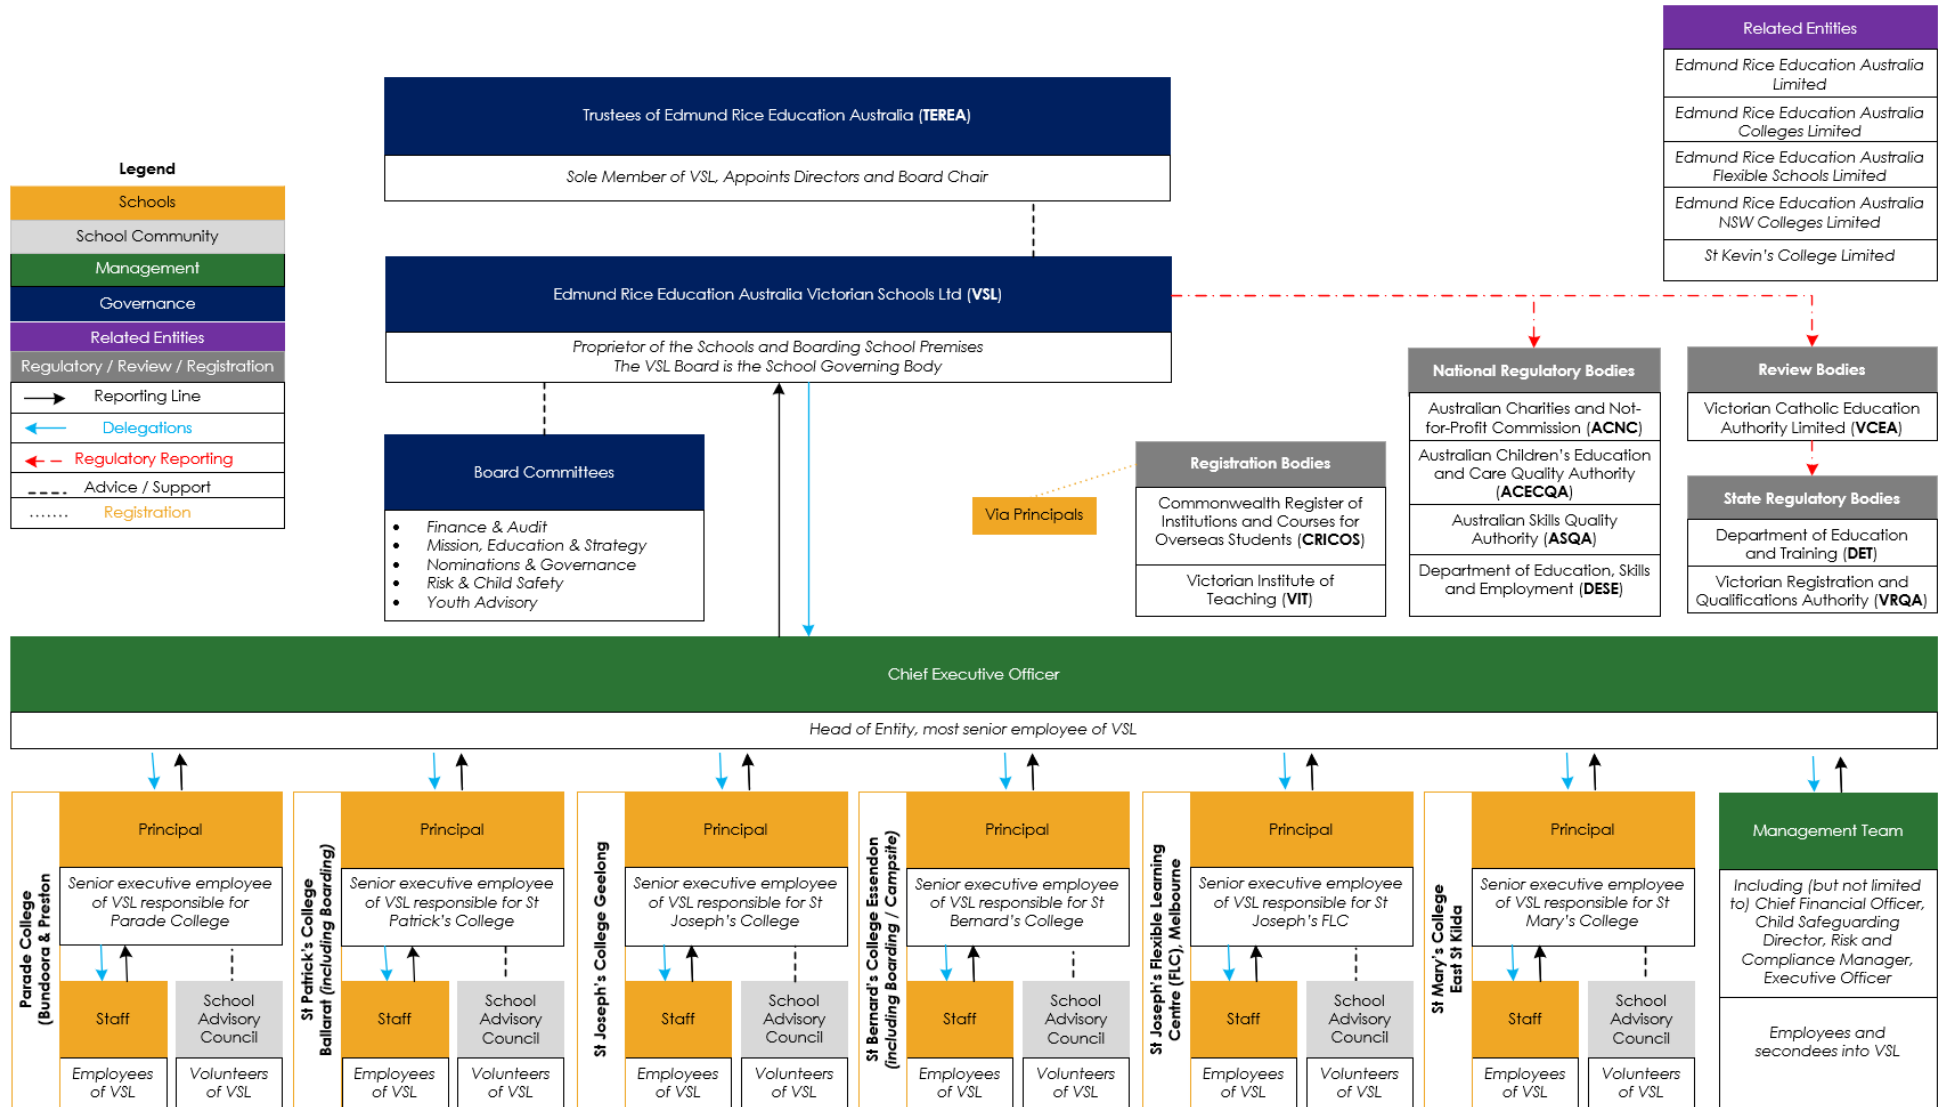 Related Entities
Edmund Rice Education Australia
Limited
Edmund Rice Education Australia
Colleges Limited
Edmund Rice Education Australia
Flexible Schools Limited
Edmund Rice Education Australia
NSW Colleges Limited
St Kevin's College Limited
Trustees of Edmund Rice Education Australia (TEREA)
Sole Member of VSL, Appoints Directors and Board Chair
Legend
Schools
School Community
Management
Governance
Related Entities
Regulatory / Review / Registration
Reporting Line
Delegations
Regulatory Reporting
Advice / Support
Registration
Edmund Rice Education Australia Victorian Schools Ltd (VSL)
Proprietor of the Schools and Boarding School Premises
The VSL Board is the School Governing Body
Board Committees
• Finance & Audit
• Mission, Education & Strategy
• Nominations & Governance
• Risk & Child Safety
• Youth Advisory
Via Principals
Registration Bodies
Commonwealth Register of
Institutions and Courses for
Overseas Students (CRICOS)
Victorian Institute of
Teaching (VIT)
National Regulatory Bodies
Australian Charities and Not-
for-Profit Commission (ACNC)
Australian Children's Education
and Care Quality Authority
(ACECQA)
Australian Skills Quality
Authority (ASQA)
Department of Education, Skills
and Employment (DESE)
Review Bodies
Victorian Catholic Education
Authority Limited (VCEA)
State Regulatory Bodies
Department of Education
and Training (DET)
Victorian Registration and
Qualifications Authority (VRQA)
Chief Executive Officer
Head of Entity, most senior employee of VSL
Parade College
(Bundoora & Preston
Principal
Senior executive employee
of VSL responsible for
Parade College
Staff
Employees
of VSL
School
Advisory
Council
Volunteers
of VSL
St Patrick's College
Ballarat (including Boarding)
Principal
Senior executive employee
of VSL responsible for St
Patrick's College
Staff
Employees
of VSL
School
Advisory
Council
Volunteers
of VSL
St Joseph's College Geelong
Principal
Senior executive employee
of VSL responsible for St
Joseph's College
Staff
Employees
of VSL
School
Advisory
Council
Volunteers
of VSL
St Bernard's College Essendon
(including Boarding / Campsite)
Principal
Senior executive employee
of VSL responsible for St
Bernard's College
Staff
Employees
of VSL
School
Advisory
Council
Volunteers
of VSL
St Joseph's Flexible Learning
Centre (FLC), Melbourne
Principal
Senior executive employee
of VSL responsible for St
Joseph's FLC
Staff
Employees
of VSL
School
Advisory
Council
Volunteers
of VSL
St Mary's College
East St Kilda
Principal
Senior executive employee
of VSL responsible for St
Mary's College
Staff
Employees
of VSL
School
Advisory
Council
Volunteers
of VSL
Management Team
Including (but not limited
to) Chief Financial Officer,
Child Safeguarding
Director, Risk and
Compliance Manager,
Executive Officer
Employees and
secondees into VSL